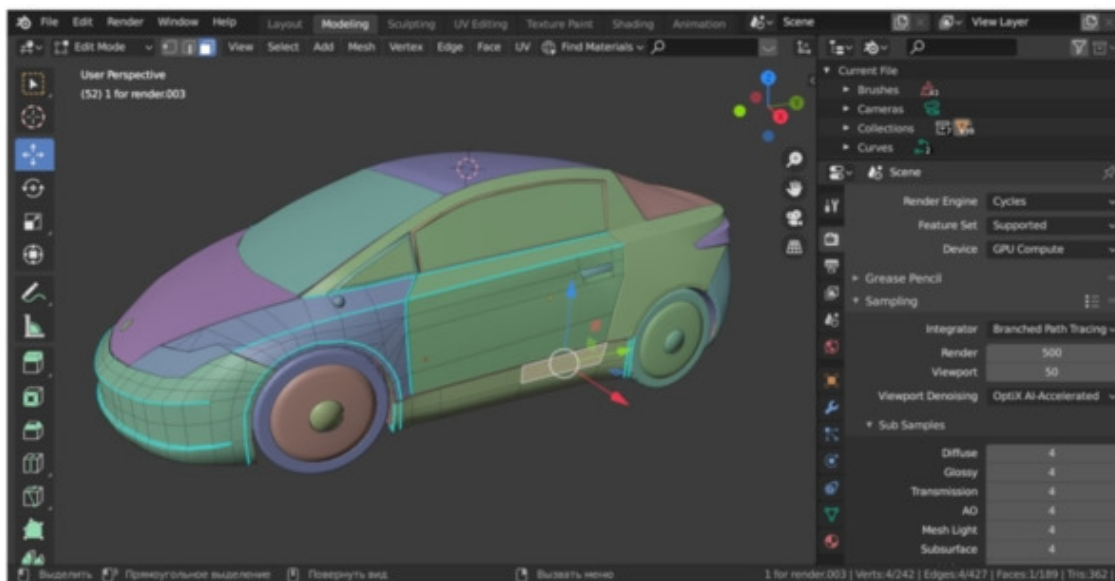 File Edit Render Window Help Layout Modeling Sculpting UV Editing Texture Paint Shading Animation Scene View Layer
Edit Mode View Select Add Mesh Vertex Edge Face UV Find Materials
User Perspective
(52) 1 for render.003
Z
Y
X
Current File
Brushes
Cameras
Collections
Curves 2
Scene
Render Engine Cycles
Feature Set Supported
Device GPU Compute
Grease Pencil
Sampling
Integrator Branched Path Tracing
Render 500
Viewport 50
Viewport Denoising OptiX AI-Accelerated
Sub Samples
Diffuse 4
Glossy 4
Transmission 4
AO 4
Mesh Light 4
Subsurface 4
Выделить Прямоугольное выделение Повернуть вид Вызвать меню 1 for render.003 | Verts:4/242 | Edges:4/427 | Faces:1/189 | Tris:362